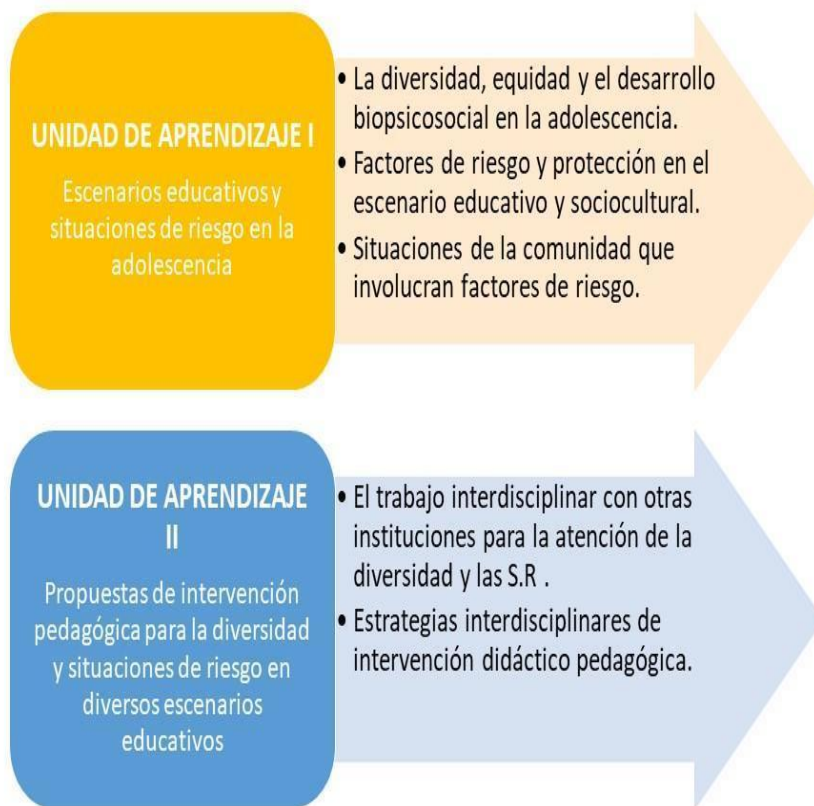 UNIDAD DE APRENDIZAJE I
Escenarios educativos y
situaciones de riesgo en la
adolescencia
• La diversidad, equidad y el desarrollo
biopsicosocial en la adolescencia.
• Factores de riesgo y protección en el
escenario educativo y sociocultural.
• Situaciones de la comunidad que
involucran factores de riesgo.
UNIDAD DE APRENDIZAJE
II
Propuestas de intervención
pedagógica para la diversidad
y situaciones de riesgo en
diversos escenarios
educativos
• El trabajo interdisciplinar con otras
instituciones para la atención de la
diversidad y las S.R .
• Estrategias interdisciplinares de
intervención didáctico pedagógica.